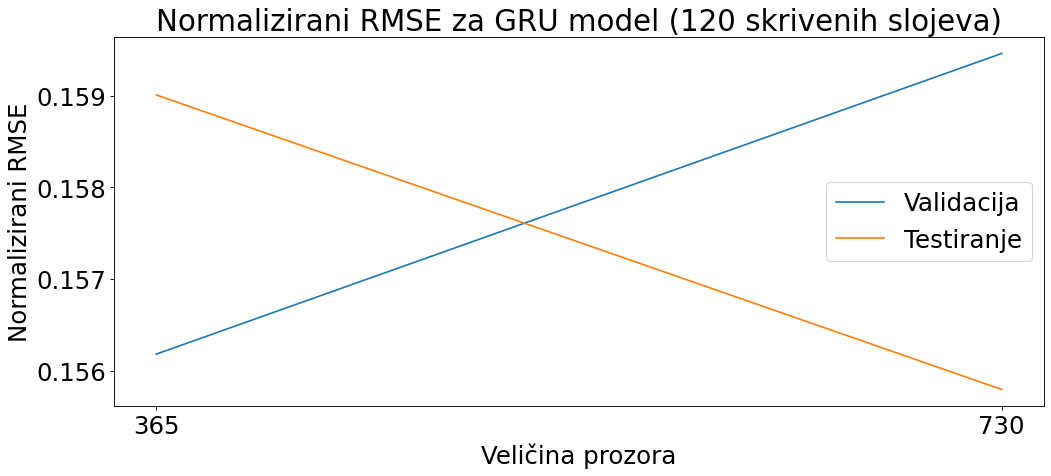 Normalizirani RMSE za GRU model (120 skrivenih slojeva)
Normalizirani RMSE
0.159
0.158
0.157
0.156
Validacija
Testiranje
365
730
Veličina prozora